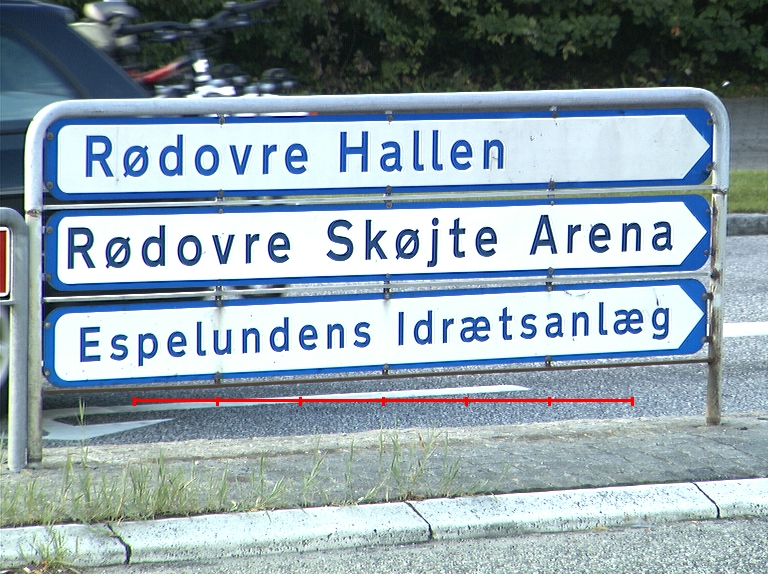 Rødovre Hallen
Rødovre Skøjte Arena
Espelundens Idrætsanlæg